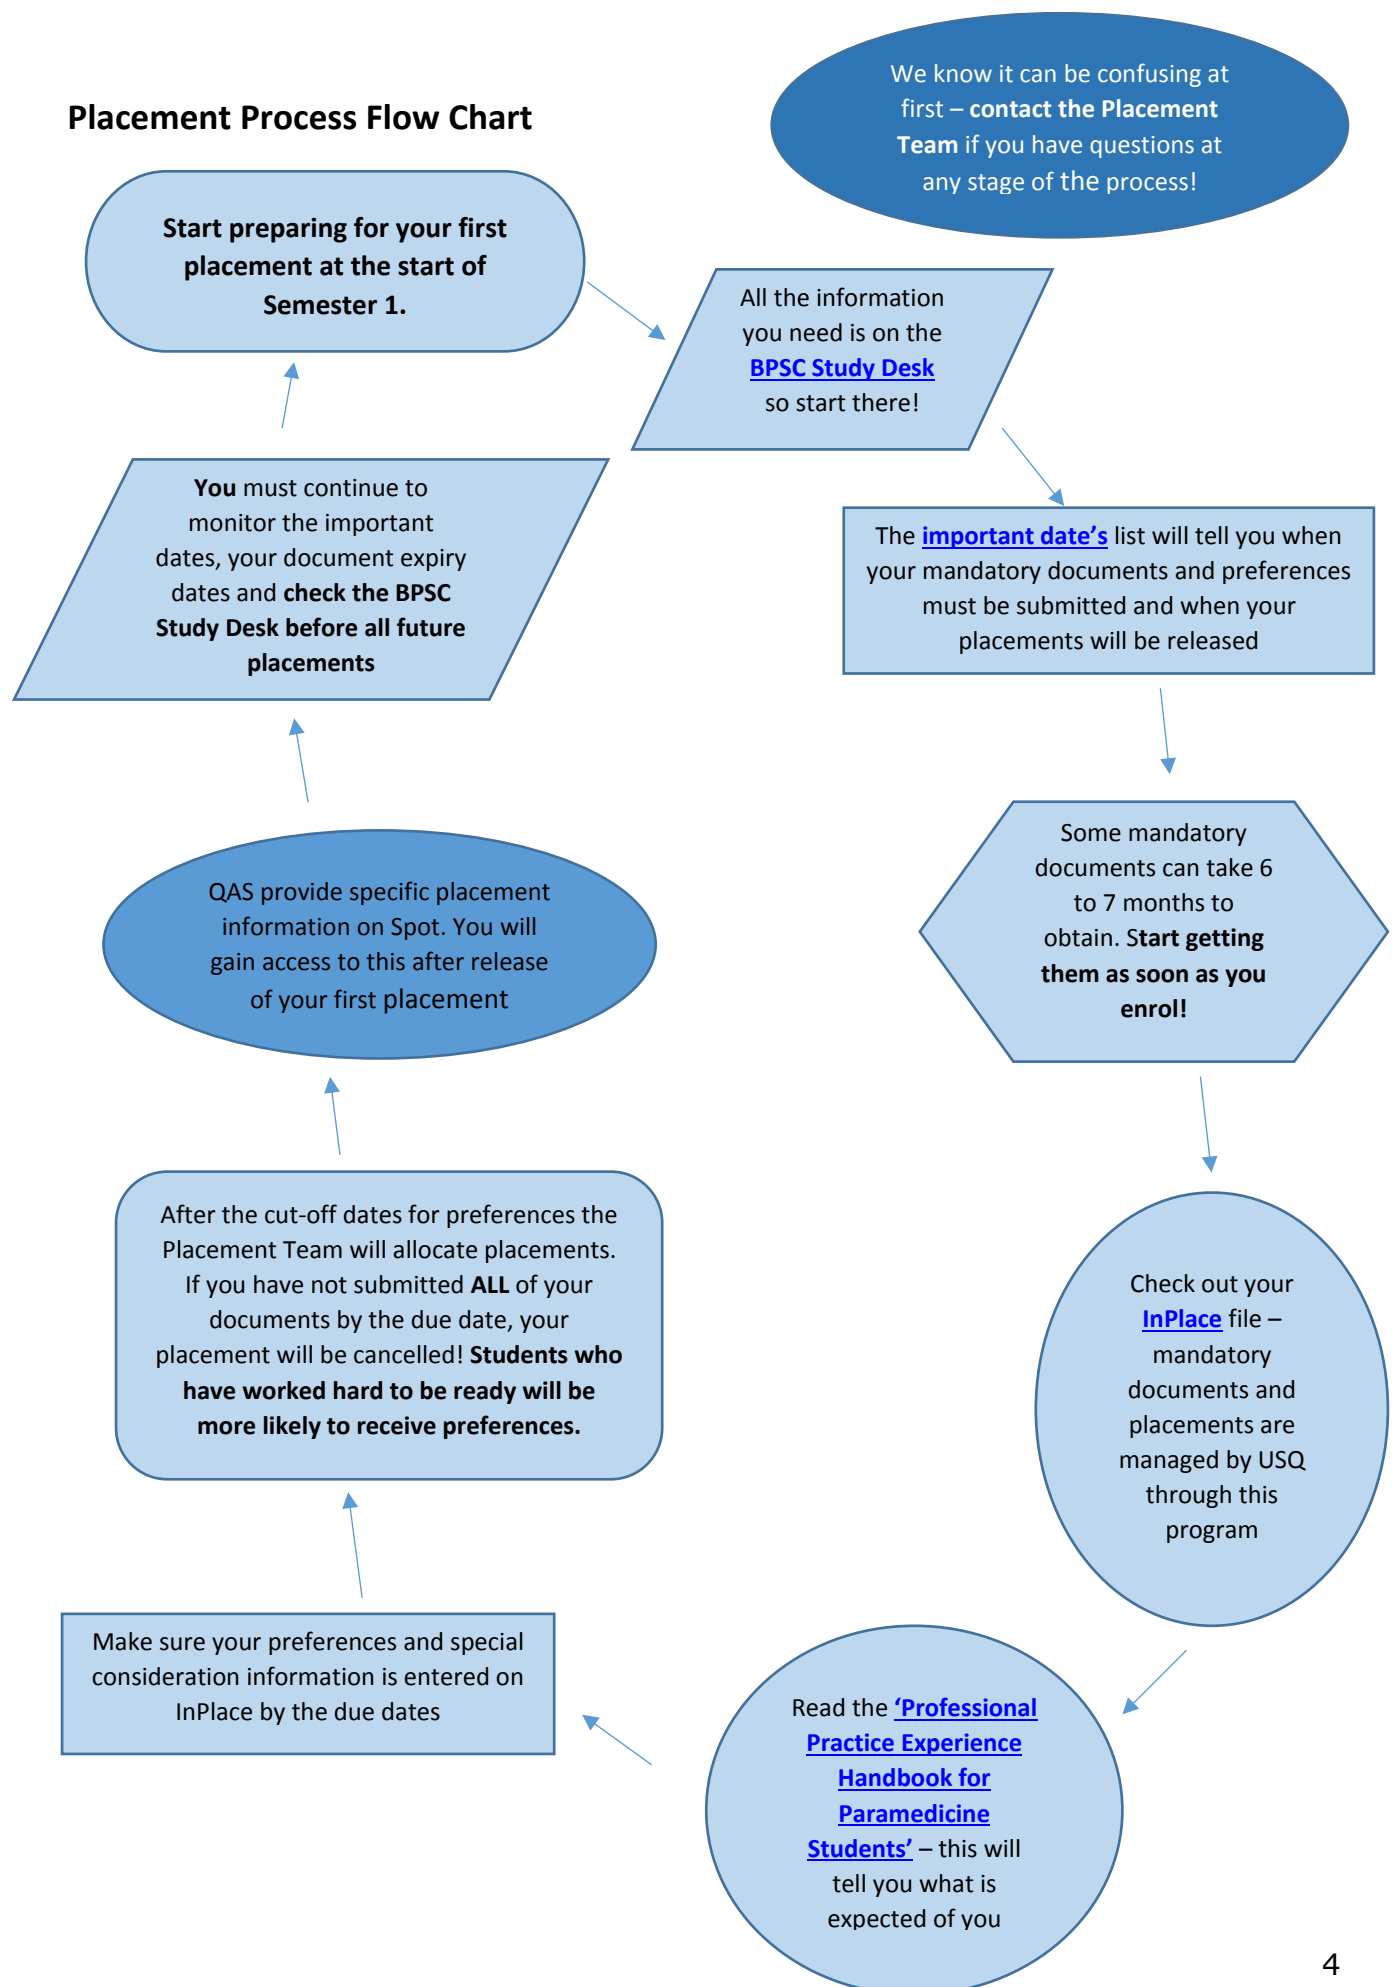 Placement Process Flow Chart
We know it can be confusing at
first – contact the Placement
Team if you have questions at
any stage of the process!
Start preparing for your first
placement at the start of
Semester 1.
All the information
you need is on the
BPSC Study Desk
so start there!
The important date’s list will tell you when
your mandatory documents and preferences
must be submitted and when your
placements will be released
Some mandatory
documents can take 6
to 7 months to
obtain. Start getting
them as soon as you
enrol!
Check out your
InPlace file –
mandatory
documents and
placements are
managed by USQ
through this
program
Read the ‘Professional
Practice Experience
Handbook for
Paramedicine
Students’ – this will
tell you what is
expected of you
Make sure your preferences and special
consideration information is entered on
InPlace by the due dates
After the cut-off dates for preferences the
Placement Team will allocate placements.
If you have not submitted ALL of your
documents by the due date, your
placement will be cancelled! Students who
have worked hard to be ready will be
more likely to receive preferences.
QAS provide specific placement
information on Spot. You will
gain access to this after release
of your first placement
You must continue to
monitor the important
dates, your document expiry
dates and check the BPSC
Study Desk before all future
placements
4